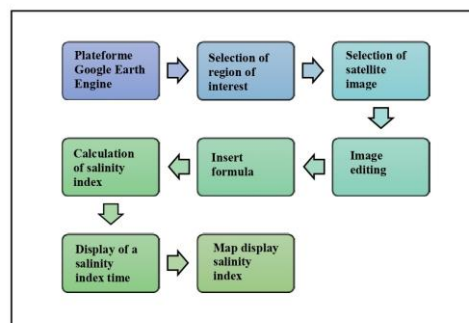 Plateforme
Google Earth
Engine
Selection of
region of
interest
Selection of
satellite
image
Calculation
of salinity
index
Insert
formula
Image
editing
Display of a
salinity
index time
Map display
salinity
index